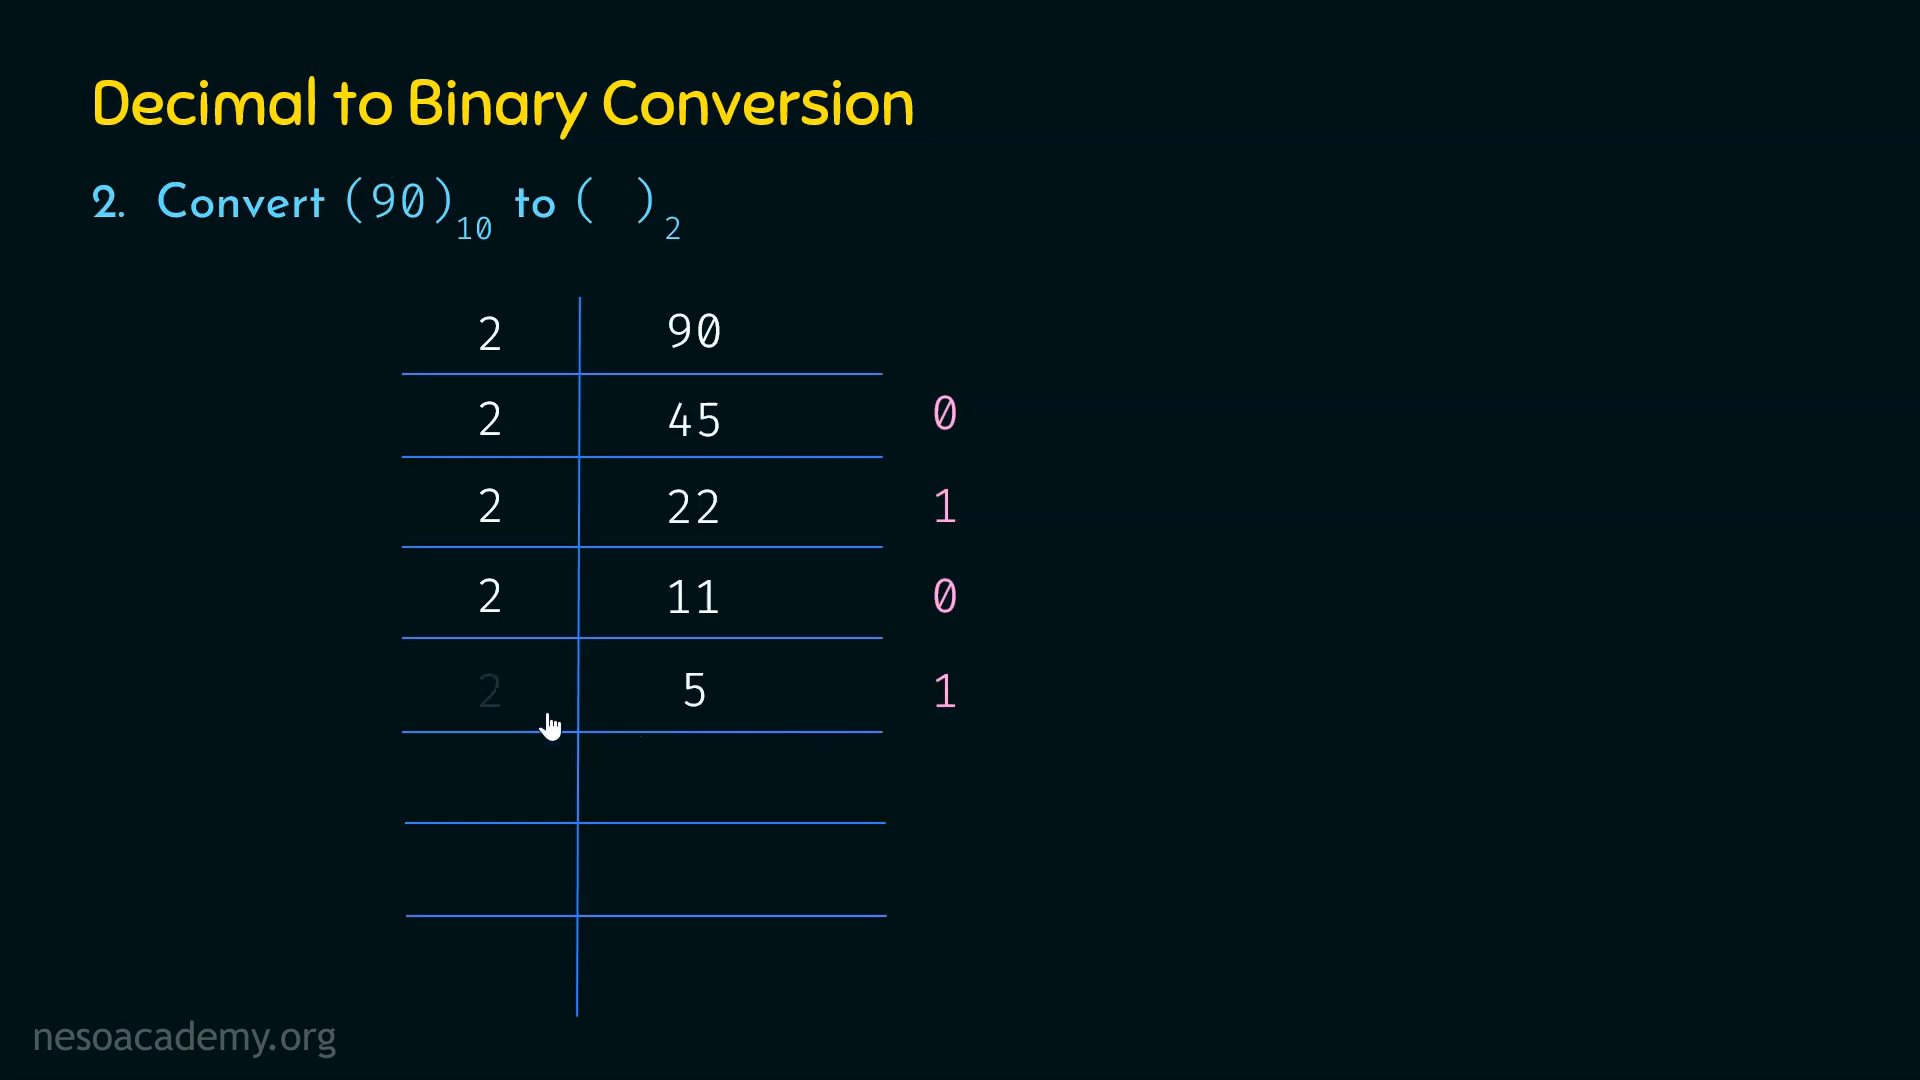 Decimal to Binary Conversion
2. Convert (90)10 to ( )2
2 90
2 45 0
2 22 1
2 11 0
2 5 1
nesoacademy.org